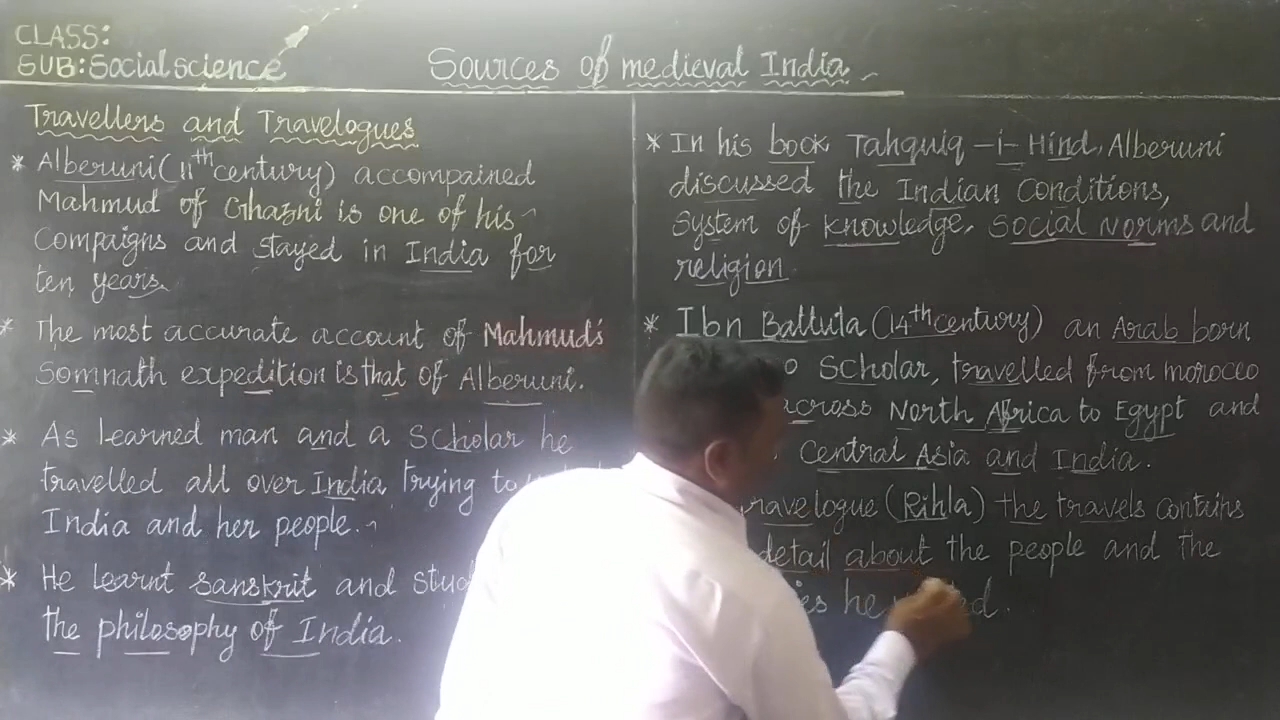 CLASS:
SUB: Social science
Sources of medieval India
Travellers and Travelogues
* Alberuni (11th century) accompained
Mahmud of Ghazni is one of his
Compaigns and stayed in India for
ten years.
* The most accurate account of Mahmud's
Somnath expedition is that of Alberuni.
* As learned man and a scholar he
travelled all over India trying to
India and her people.
* He learnt sanskrit and
the philosophy of India.
* In his book Tahquiq-i-Hind, Alberuni
discussed the Indian Conditions,
system of knowledge, Social norms and
religion.
* Ibn Battuta (14th century) an Arab born
Scholar, travelled from morocco
across North Africa to Egypt and
Central Asia and India.
(Rihla) the travels contains
detail about the people and the
he